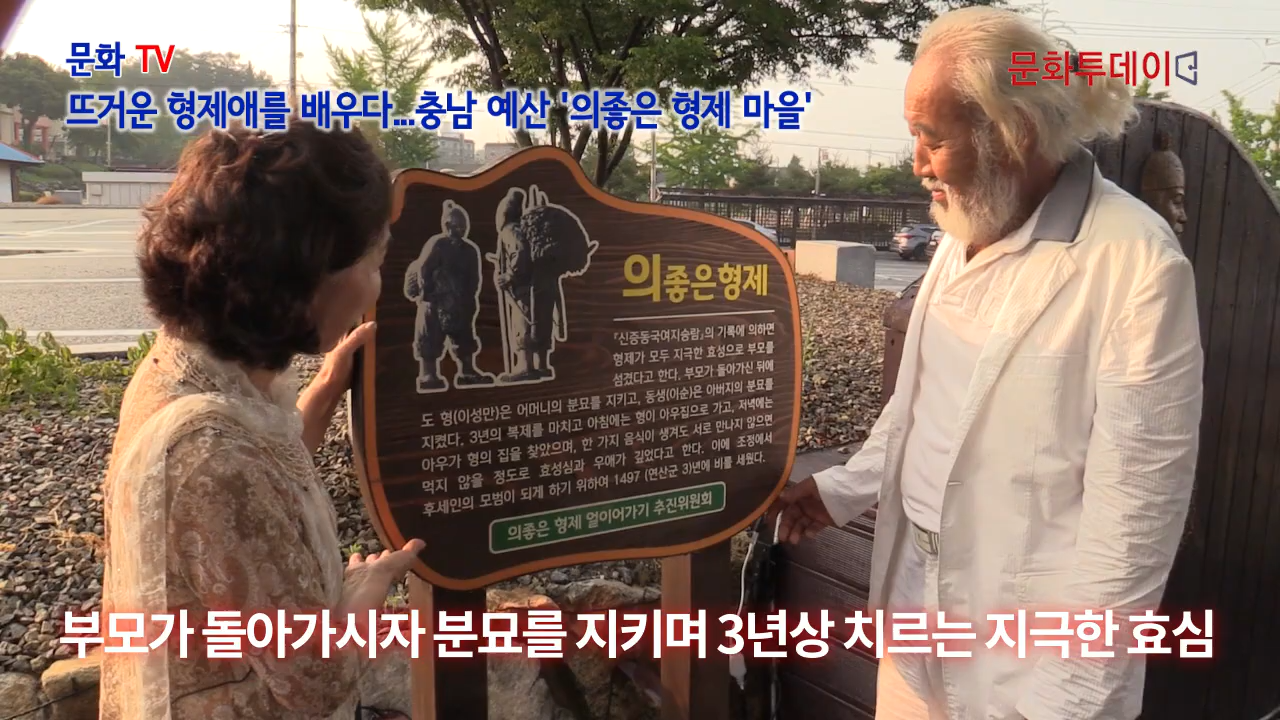 문화 TV
문화투데이
뜨거운 형제애를 배우다...충남 예산 '의좋은 형제 마을'
의좋은형제
『신증동국여지승람』의 기록에 의하면
형제가 모두 지극한 효성으로 부모를
섬겼다고 한다. 부모가 돌아가신 뒤에
도 형(이성만)은 어머니의 분묘를 지키고, 동생(아순)은 아버지의 분묘를
지켰다. 3년의 복제를 마치고 아침에는 형이 아우집으로 가고, 저녁에는
아우가 형의 집을 찾았으며, 한 가지 음식이 생겨도 서로 만나지 않으면
먹지 않을 정도로 효성심과 우애가 깊었다고 한다. 이에 조정에서
후세인의 모범이 되게 하기 위하여 1497 (연산군 3)년에 비를 세웠다.
의좋은 형제 얼이어가기 추진위원회
부모가 돌아가시자 분묘를 지키며 3년상 치르는 지극한 효심